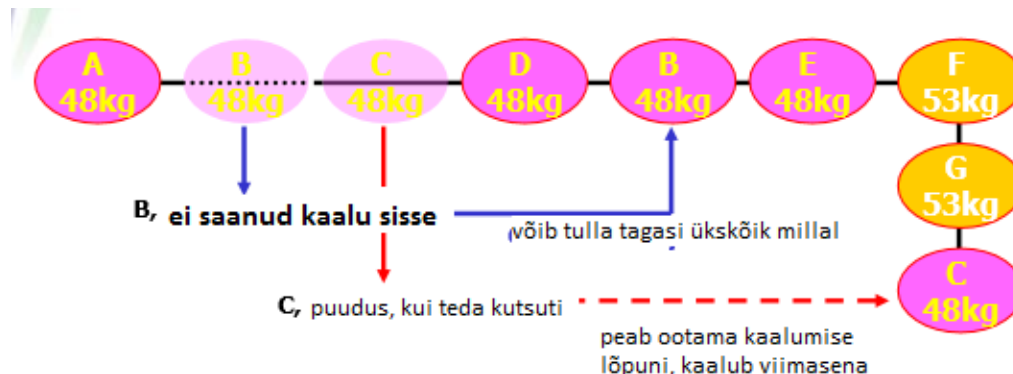 A B C D B E F
48kg 48kg 48kg 48kg 48kg 48kg 53kg
G
53kg
B, ei saanud kaalu sisse
võib tulla tagasi ükskõik millal
C
48kg
C, puudus, kui teda kutsuti
peab ootama kaalumise
lõpuni, kaalub viimasena